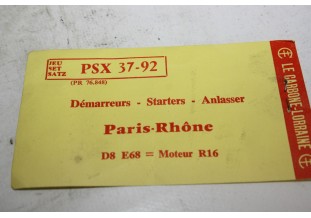 JEU
SET
SATZ
PSX 37-92
(PR 76.848)
Démarreurs - Starters - Anlasser
Paris-Rhône
D8 E68 = Moteur R16
LE CARBONE-LORRAINE